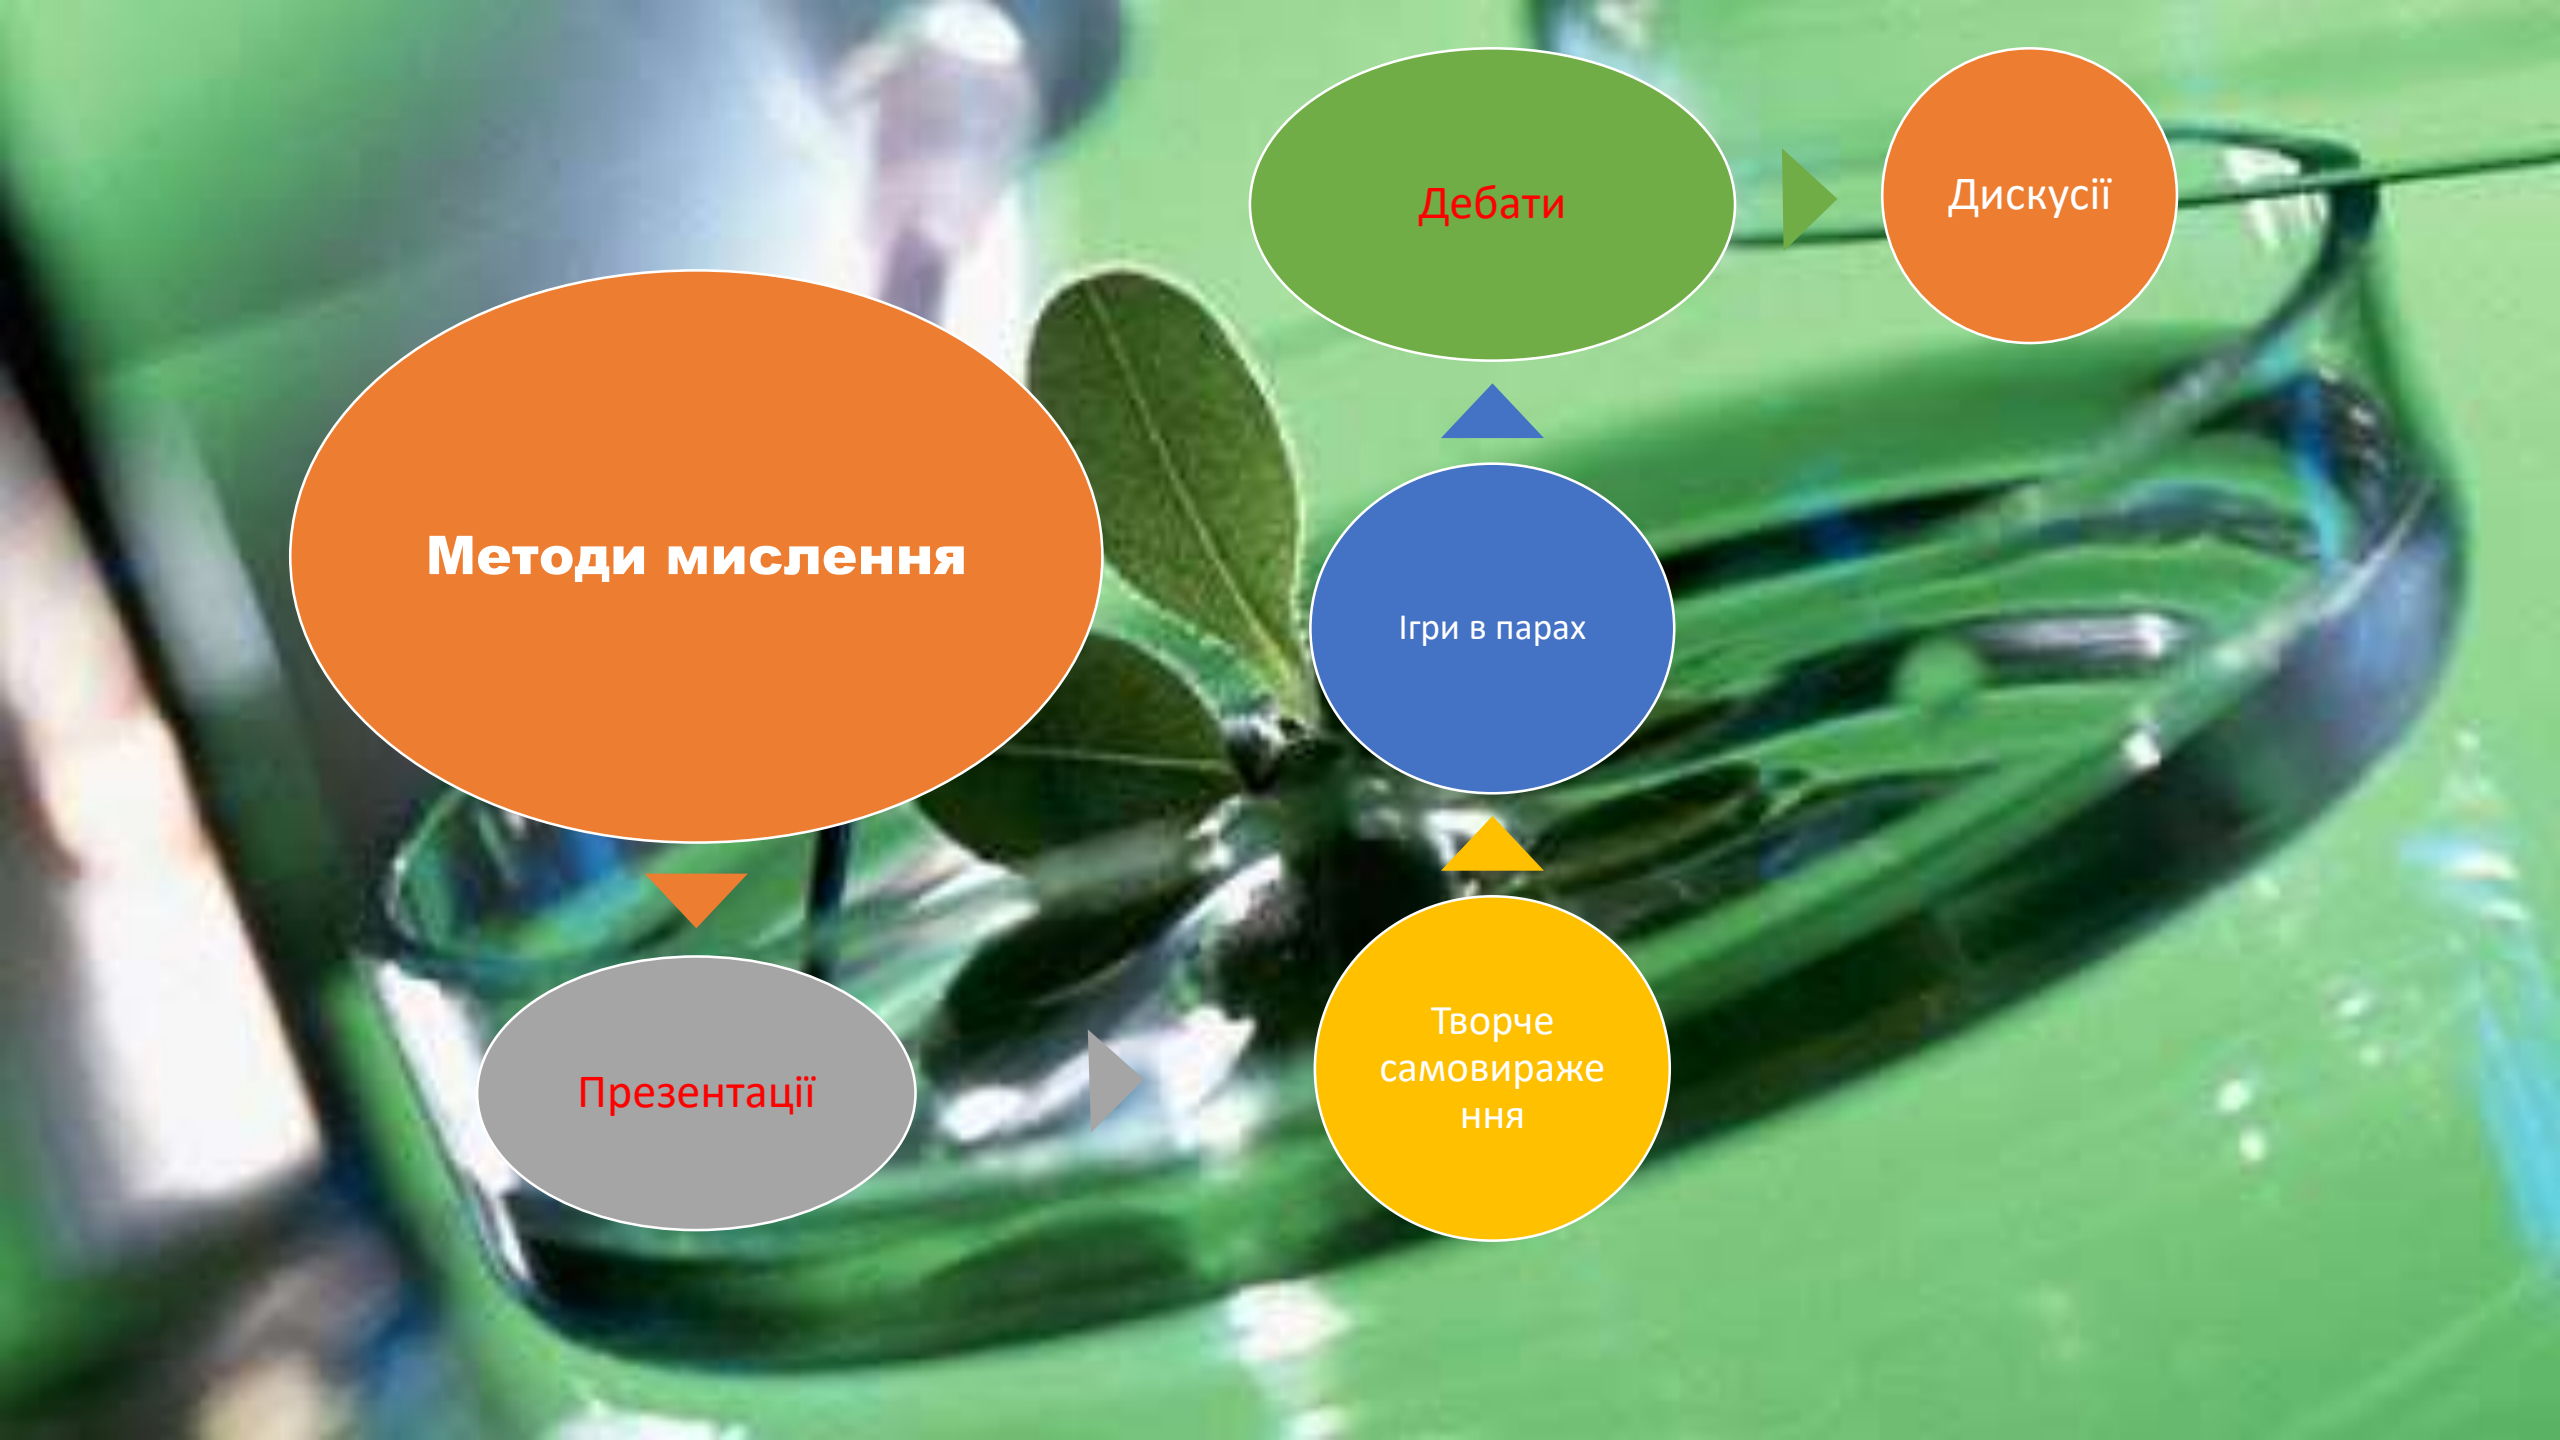 Методи мислення
Презентації
Творче
самовираже
ння
Ігри в парах
Дебати
Дискусії